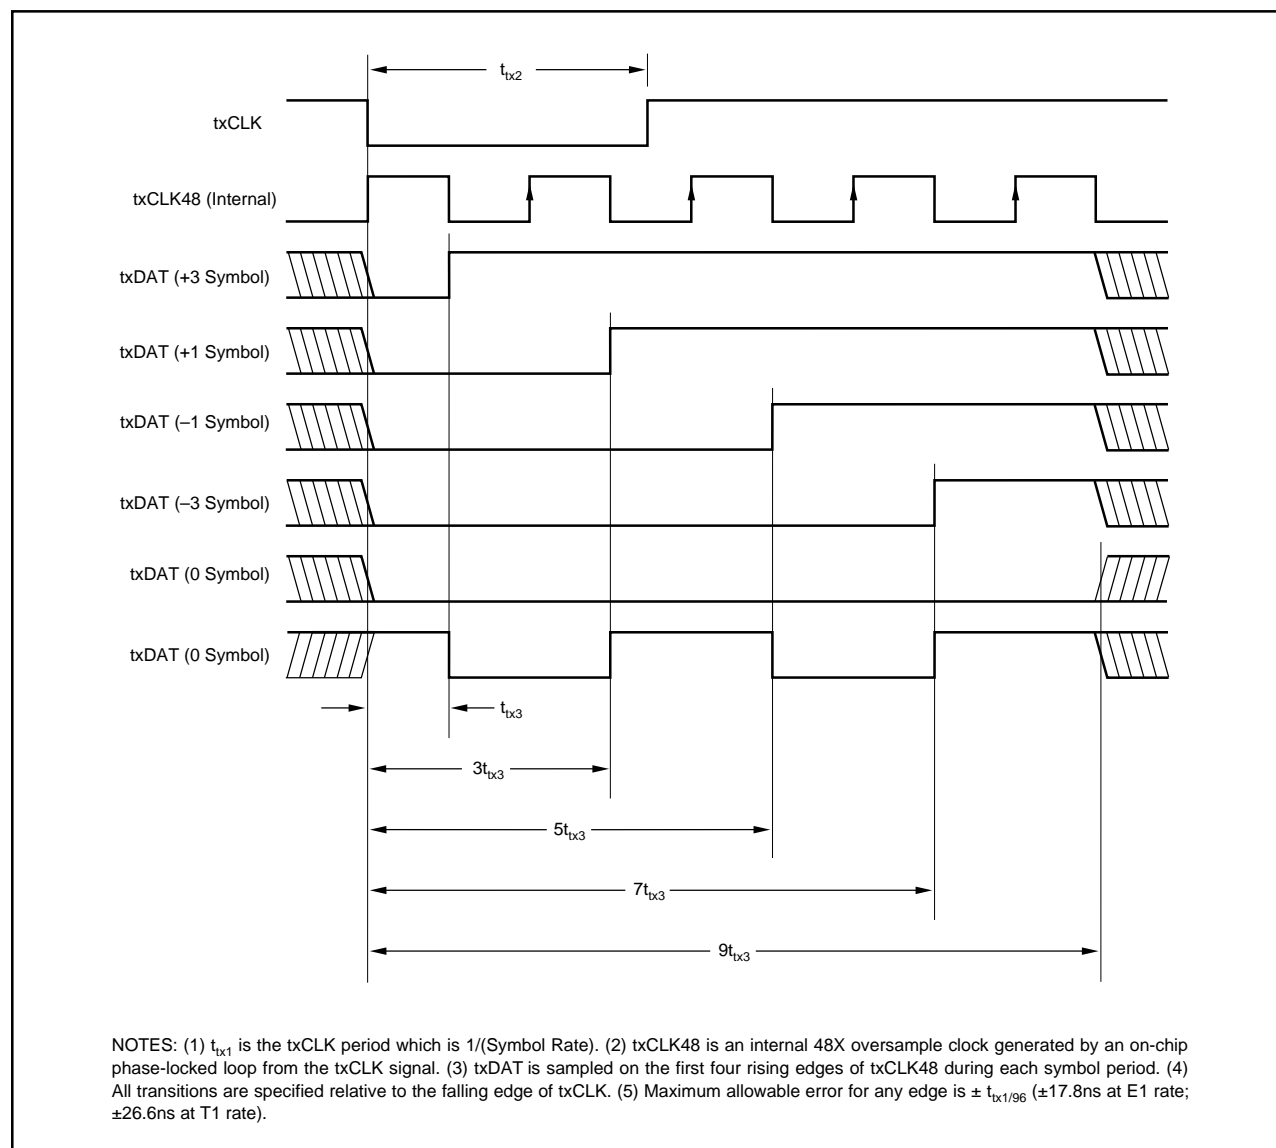 t_tx2
txCLK
txCLK48 (Internal)
txDAT (+3 Symbol)
txDAT (+1 Symbol)
txDAT (–1 Symbol)
txDAT (–3 Symbol)
txDAT (0 Symbol)
txDAT (0 Symbol)
t_tx3
3t_tx3
5t_tx3
7t_tx3
9t_tx3
NOTES: (1) t_tx1 is the txCLK period which is 1/(Symbol Rate). (2) txCLK48 is an internal 48X oversample clock generated by an on-chip
phase-locked loop from the txCLK signal. (3) txDAT is sampled on the first four rising edges of txCLK48 during each symbol period. (4)
All transitions are specified relative to the falling edge of txCLK. (5) Maximum allowable error for any edge is ± t_tx1/96 (±17.8ns at E1 rate;
±26.6ns at T1 rate).